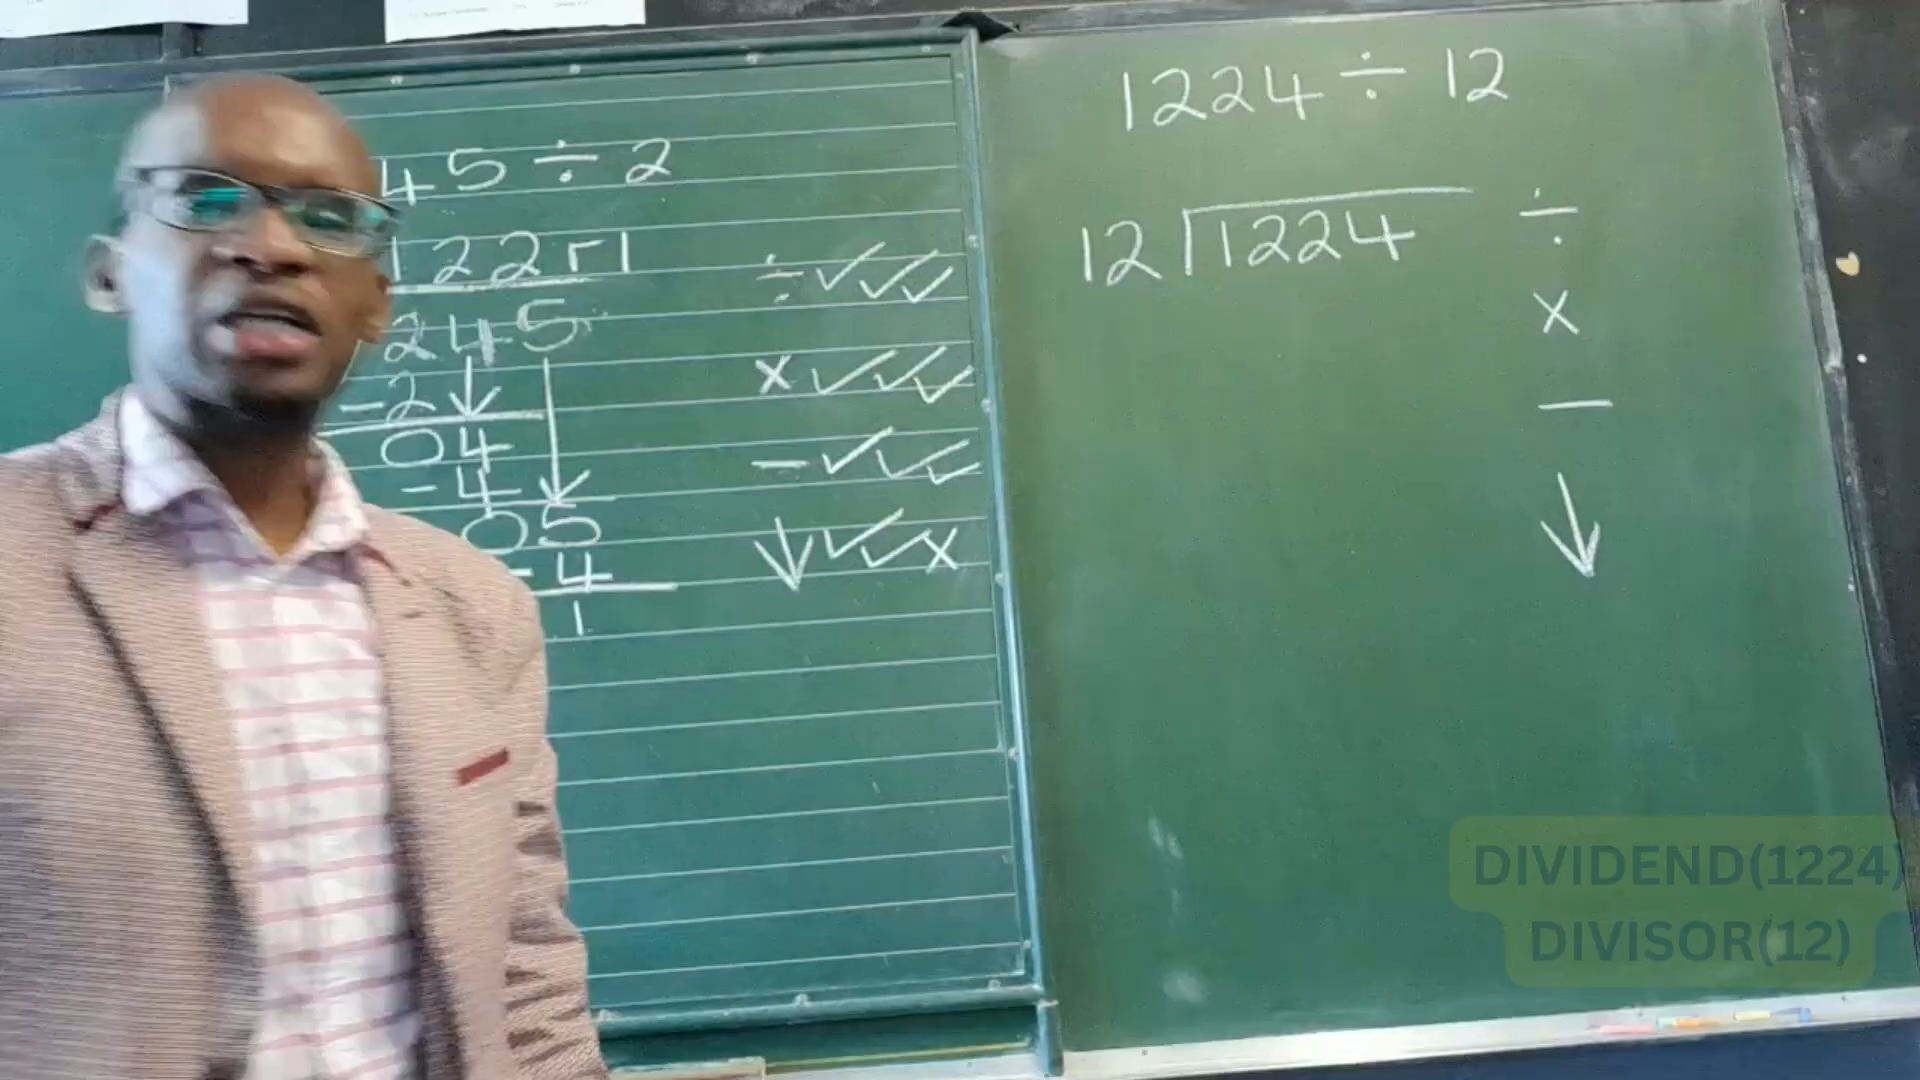 45 ÷ 2
122 r 1
245
- 2 ↓
04
- 4 ↓
05
- 4
1
÷ ✓✓✓
× ✓✓✓
− ✓✓✓
↓ ✓✓×
1224 ÷ 12
12 1224
÷
×
−
↓
DIVIDEND(1224)
DIVISOR(12)